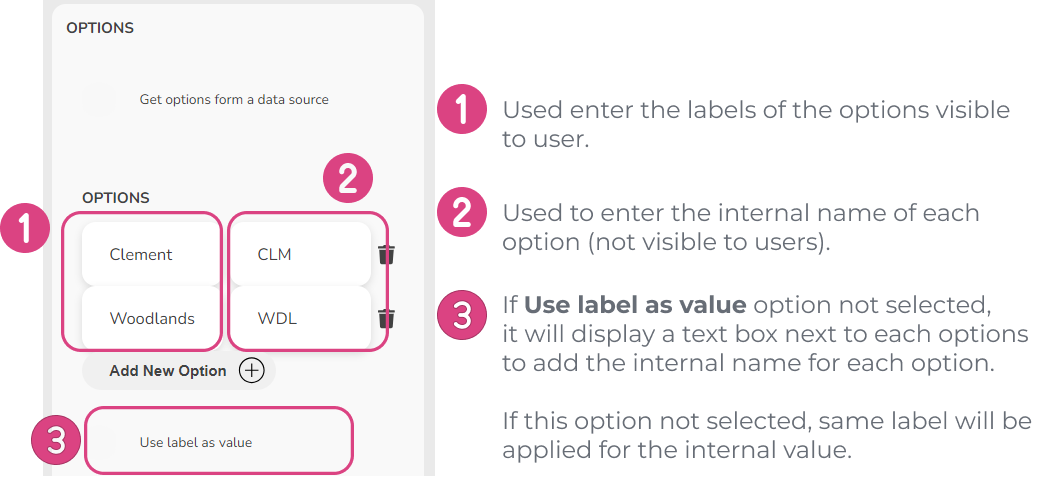 OPTIONS
Get options form a data source
OPTIONS
1
2
Clement
CLM
Woodlands
WDL
Add New Option
3
Use label as value
1
Used enter the labels of the options visible
to user.
2
Used to enter the internal name of each
option (not visible to users).
3
If Use label as value option not selected,
it will display a text box next to each options
to add the internal name for each option.
If this option not selected, same label will be
applied for the internal value.